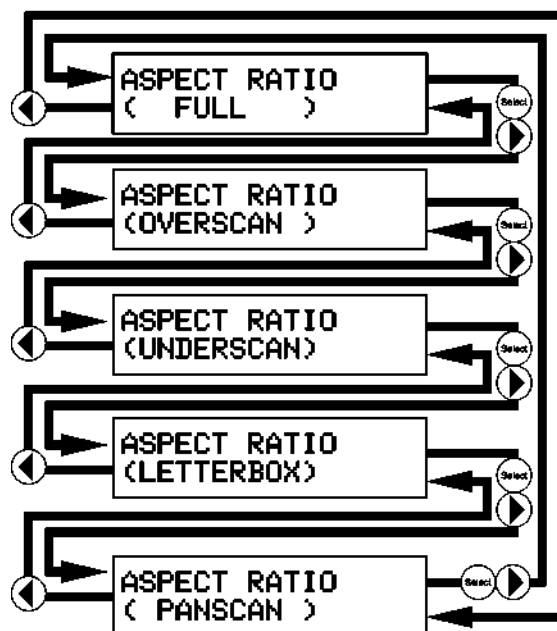 ASPECT RATIO
( FULL )
Select
ASPECT RATIO
(OVERSCAN )
Select
ASPECT RATIO
(UNDERSCAN)
Select
ASPECT RATIO
(LETTERBOX)
Select
ASPECT RATIO
( PANSCAN )
Select